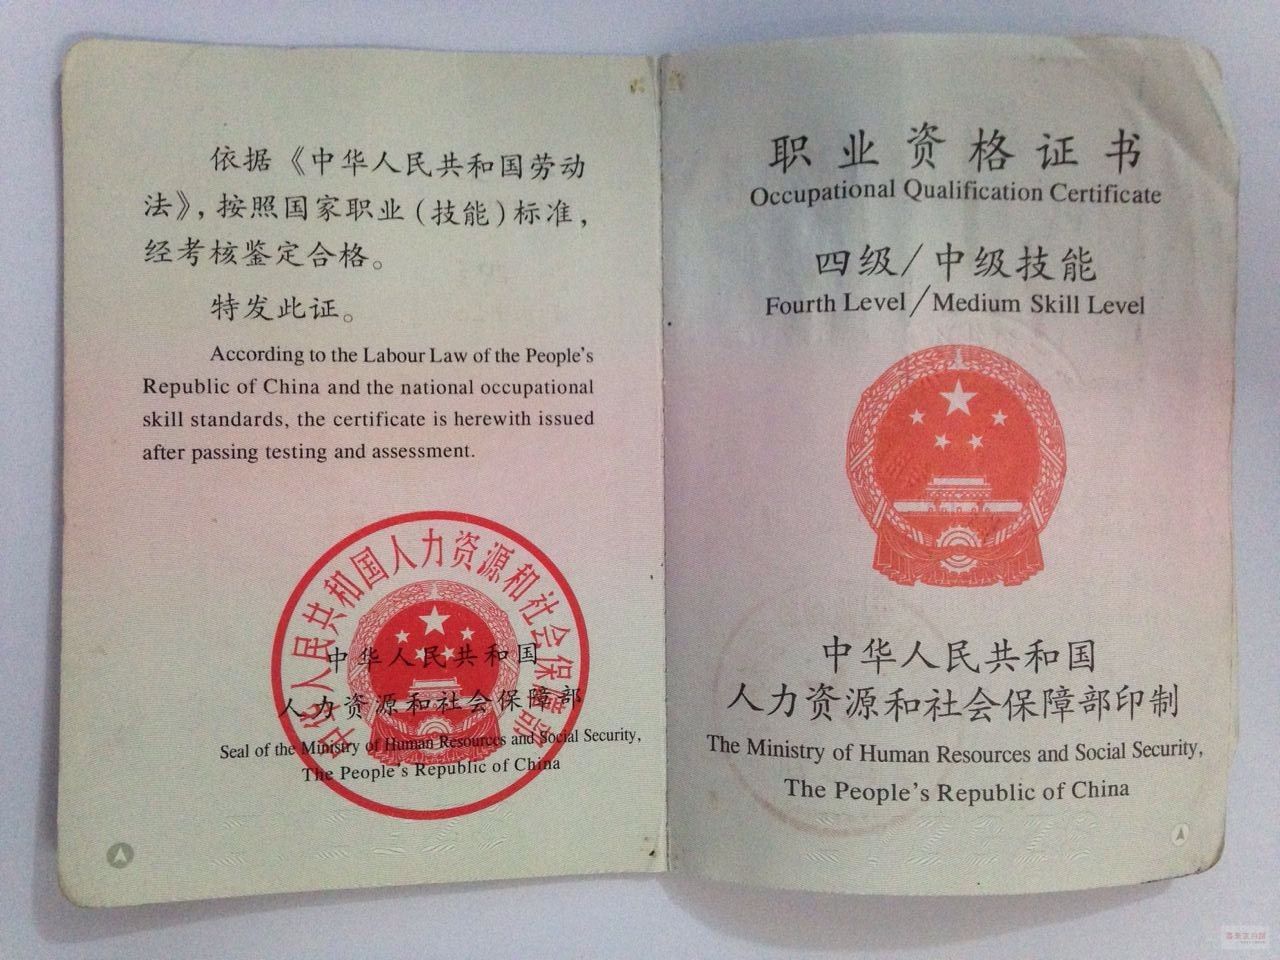 依据《中华人民共和国劳动
法》，按照国家职业（技能）标准，
经考核鉴定合格。
特发此证。
According to the Labour Law of the People's
Republic of China and the national occupational
skill standards, the certificate is herewith issued
after passing testing and assessment.
中华人民共和国人力资源和社会保障部
中华人民共和国
人力资源和社会保障部
Seal of the Ministry of Human Resources and Social Security,
The People's Republic of China
职业资格证书
Occupational Qualification Certificate
四级/中级技能
Fourth Level/Medium Skill Level
中华人民共和国
人力资源和社会保障部印制
The Ministry of Human Resources and Social Security,
The People's Republic of China